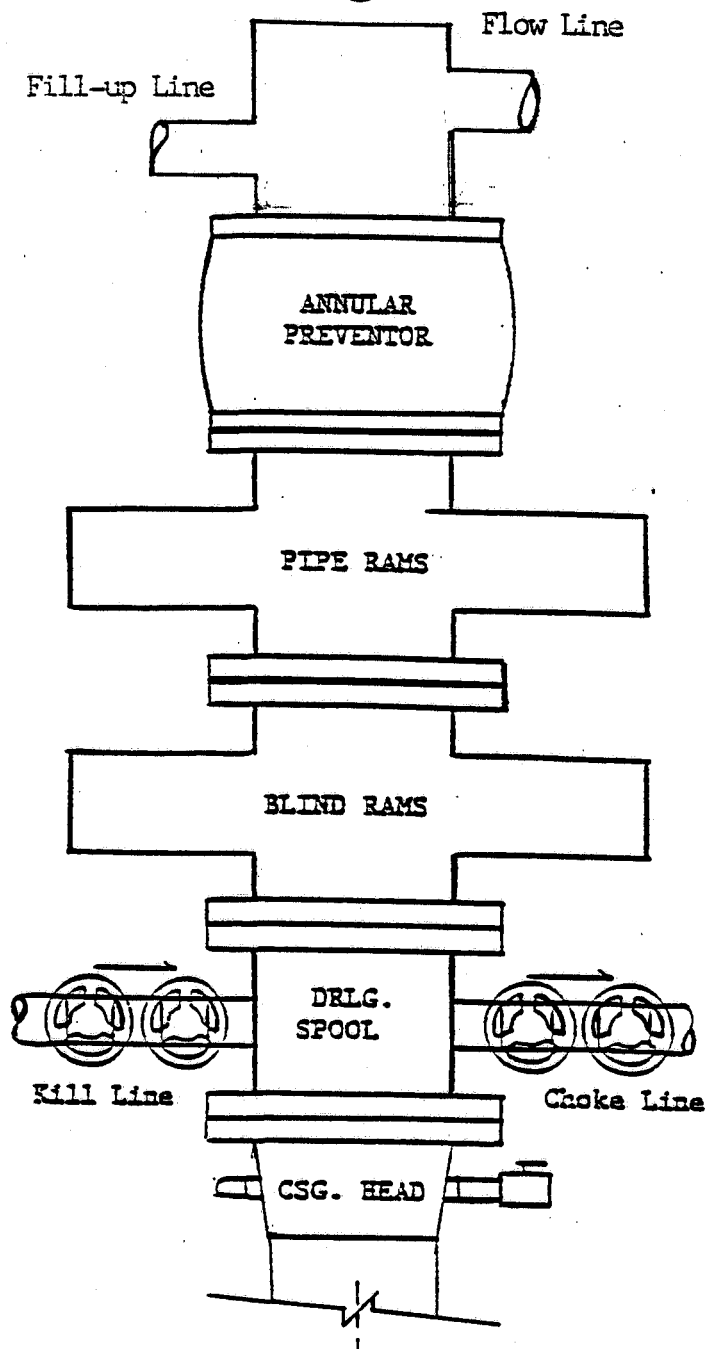 Flow Line
Fill-up Line
ANNULAR
PREVENTOR
PIPE RAMS
BLIND RAMS
DRLG.
SPOOL
Kill Line
Choke Line
CSG. HEAD